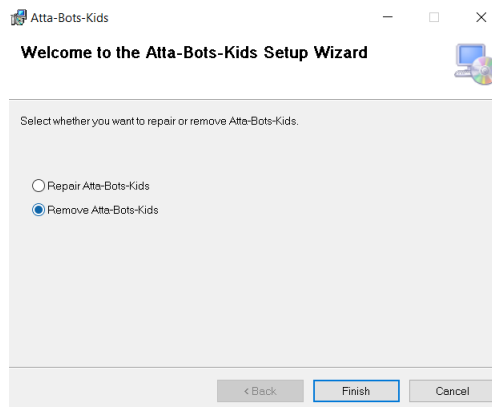 Atta-Bots-Kids
Welcome to the Atta-Bots-Kids Setup Wizard
Select whether you want to repair or remove Atta-Bots-Kids.
Repair Atta-Bots-Kids
Remove Atta-Bots-Kids
< Back Finish Cancel